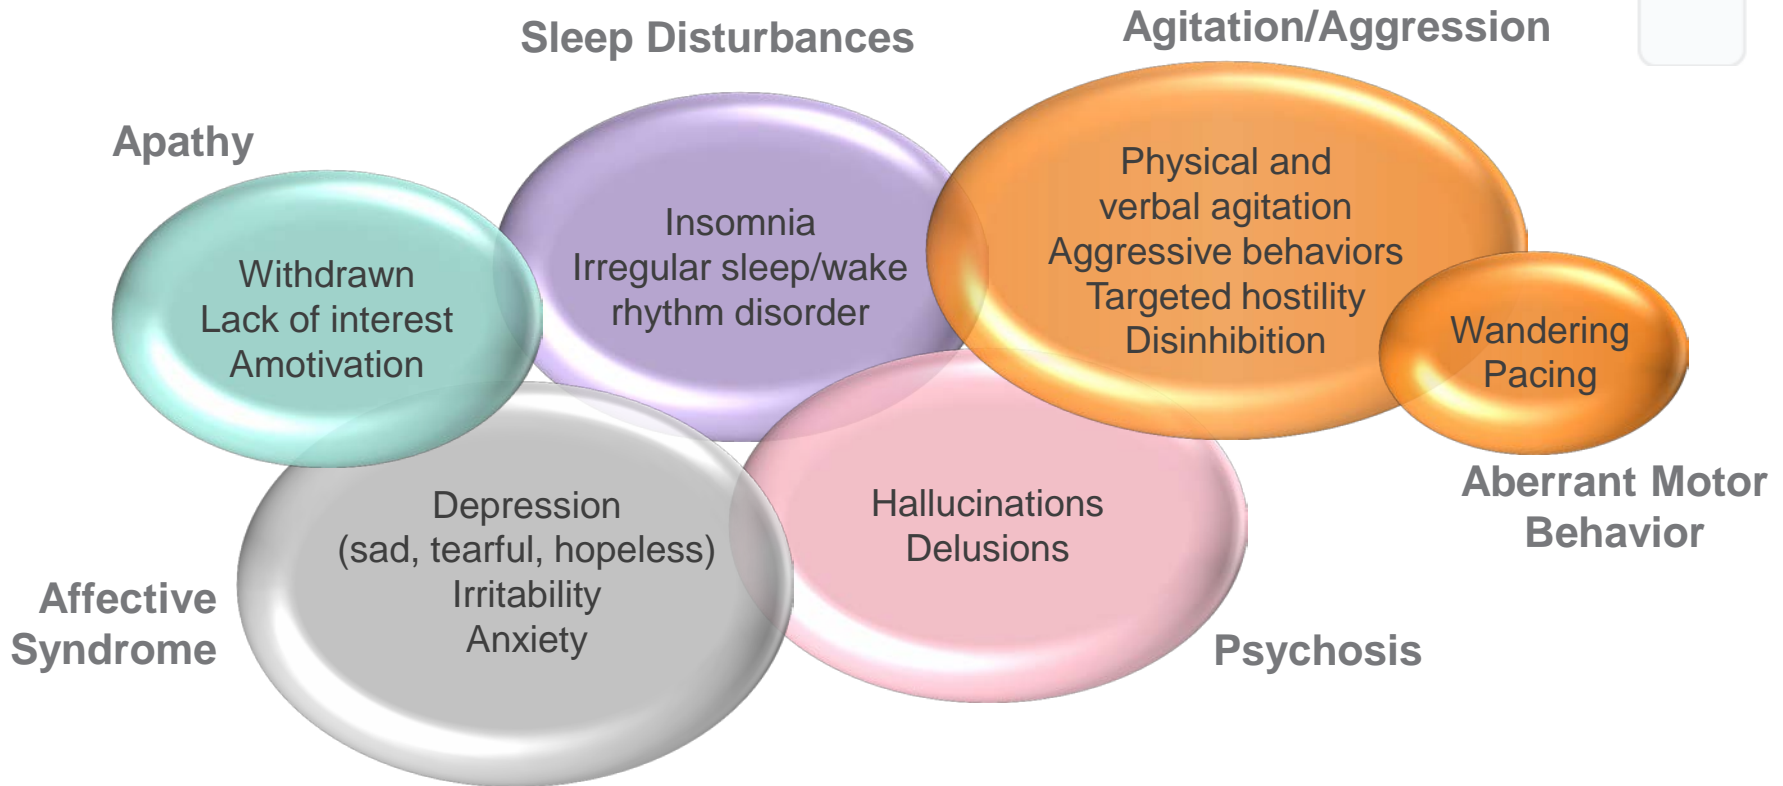 Sleep Disturbances
Agitation/Aggression
Apathy
Physical and
verbal agitation
Aggressive behaviors
Targeted hostility
Disinhibition
Insomnia
Irregular sleep/wake
rhythm disorder
Withdrawn
Lack of interest
Amotivation
Wandering
Pacing
Aberrant Motor
Behavior
Depression
(sad, tearful, hopeless)
Irritability
Anxiety
Hallucinations
Delusions
Affective
Syndrome
Psychosis